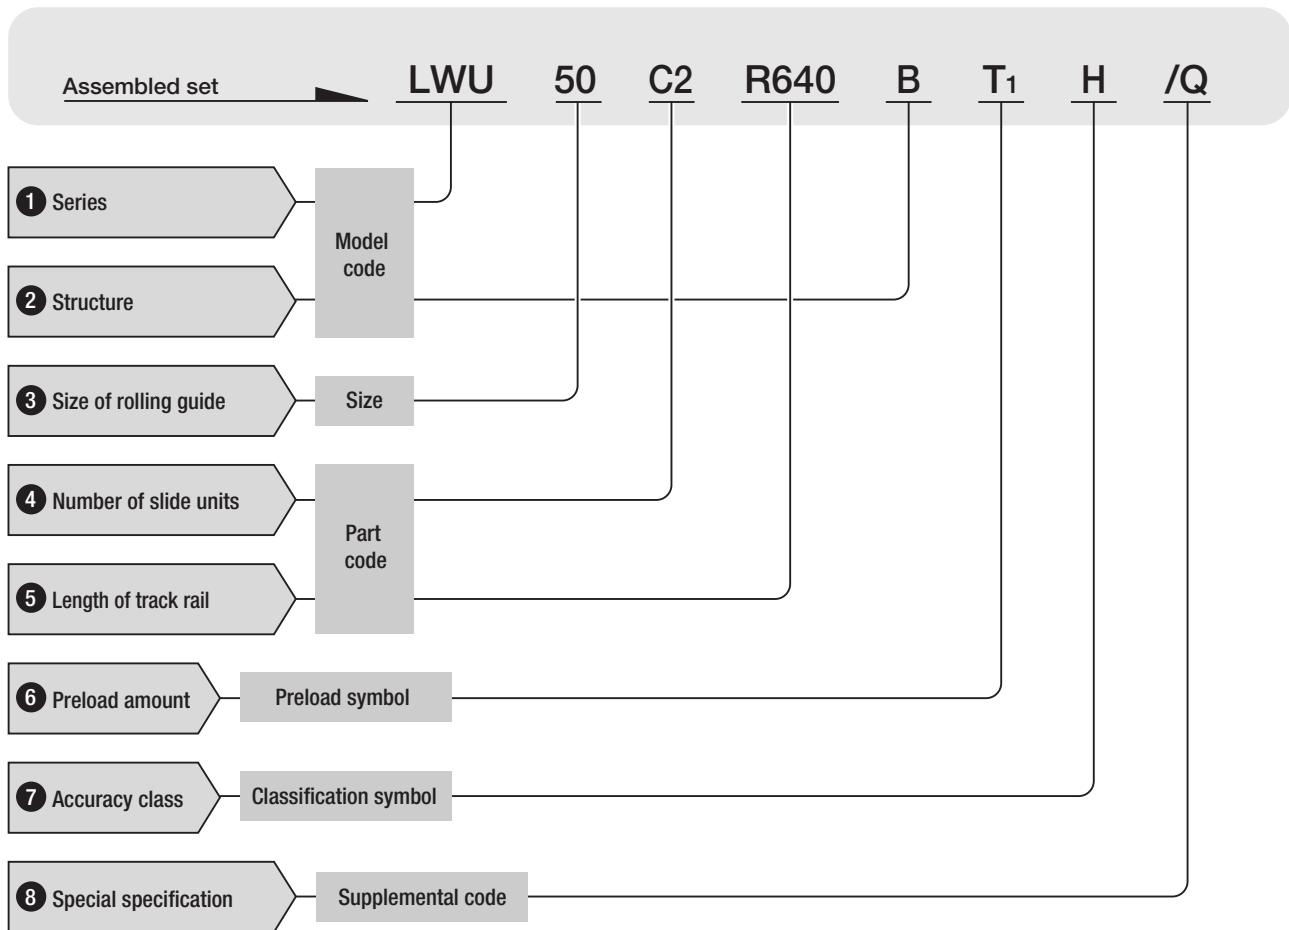 Assembled set LWU 50 C2 R640 B T1 H /Q
1 Series
Model
code
2 Structure
3 Size of rolling guide Size
4 Number of slide units
Part
code
5 Length of track rail
6 Preload amount Preload symbol
7 Accuracy class Classification symbol
8 Special specification Supplemental code